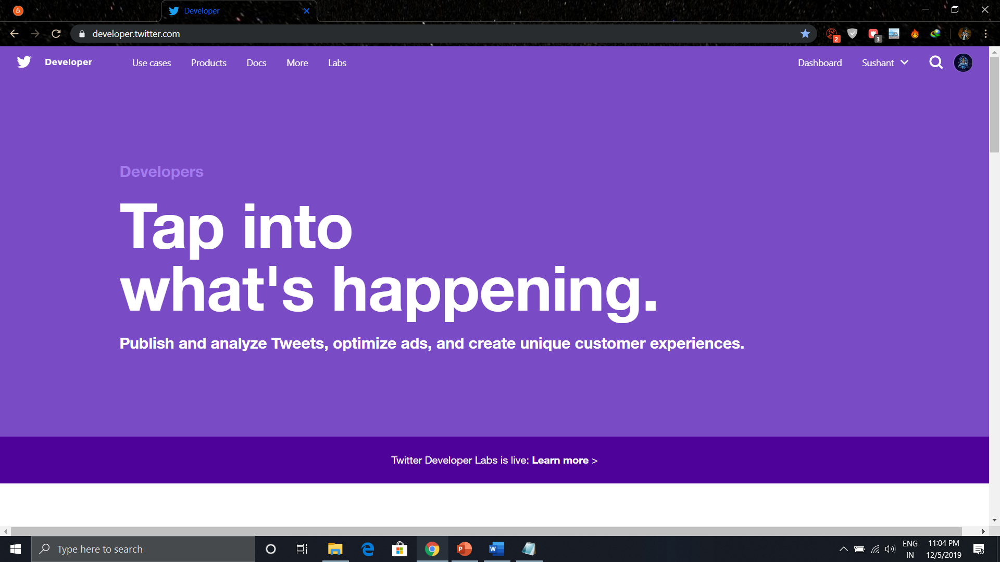 Developer
developer.twitter.com
2
3
Developer
Use cases
Products
Docs
More
Labs
Dashboard
Sushant
Developers
Tap into
what's happening.
Publish and analyze Tweets, optimize ads, and create unique customer experiences.
Twitter Developer Labs is live: Learn more >
Type here to search
ENG
IN
11:04 PM
12/5/2019